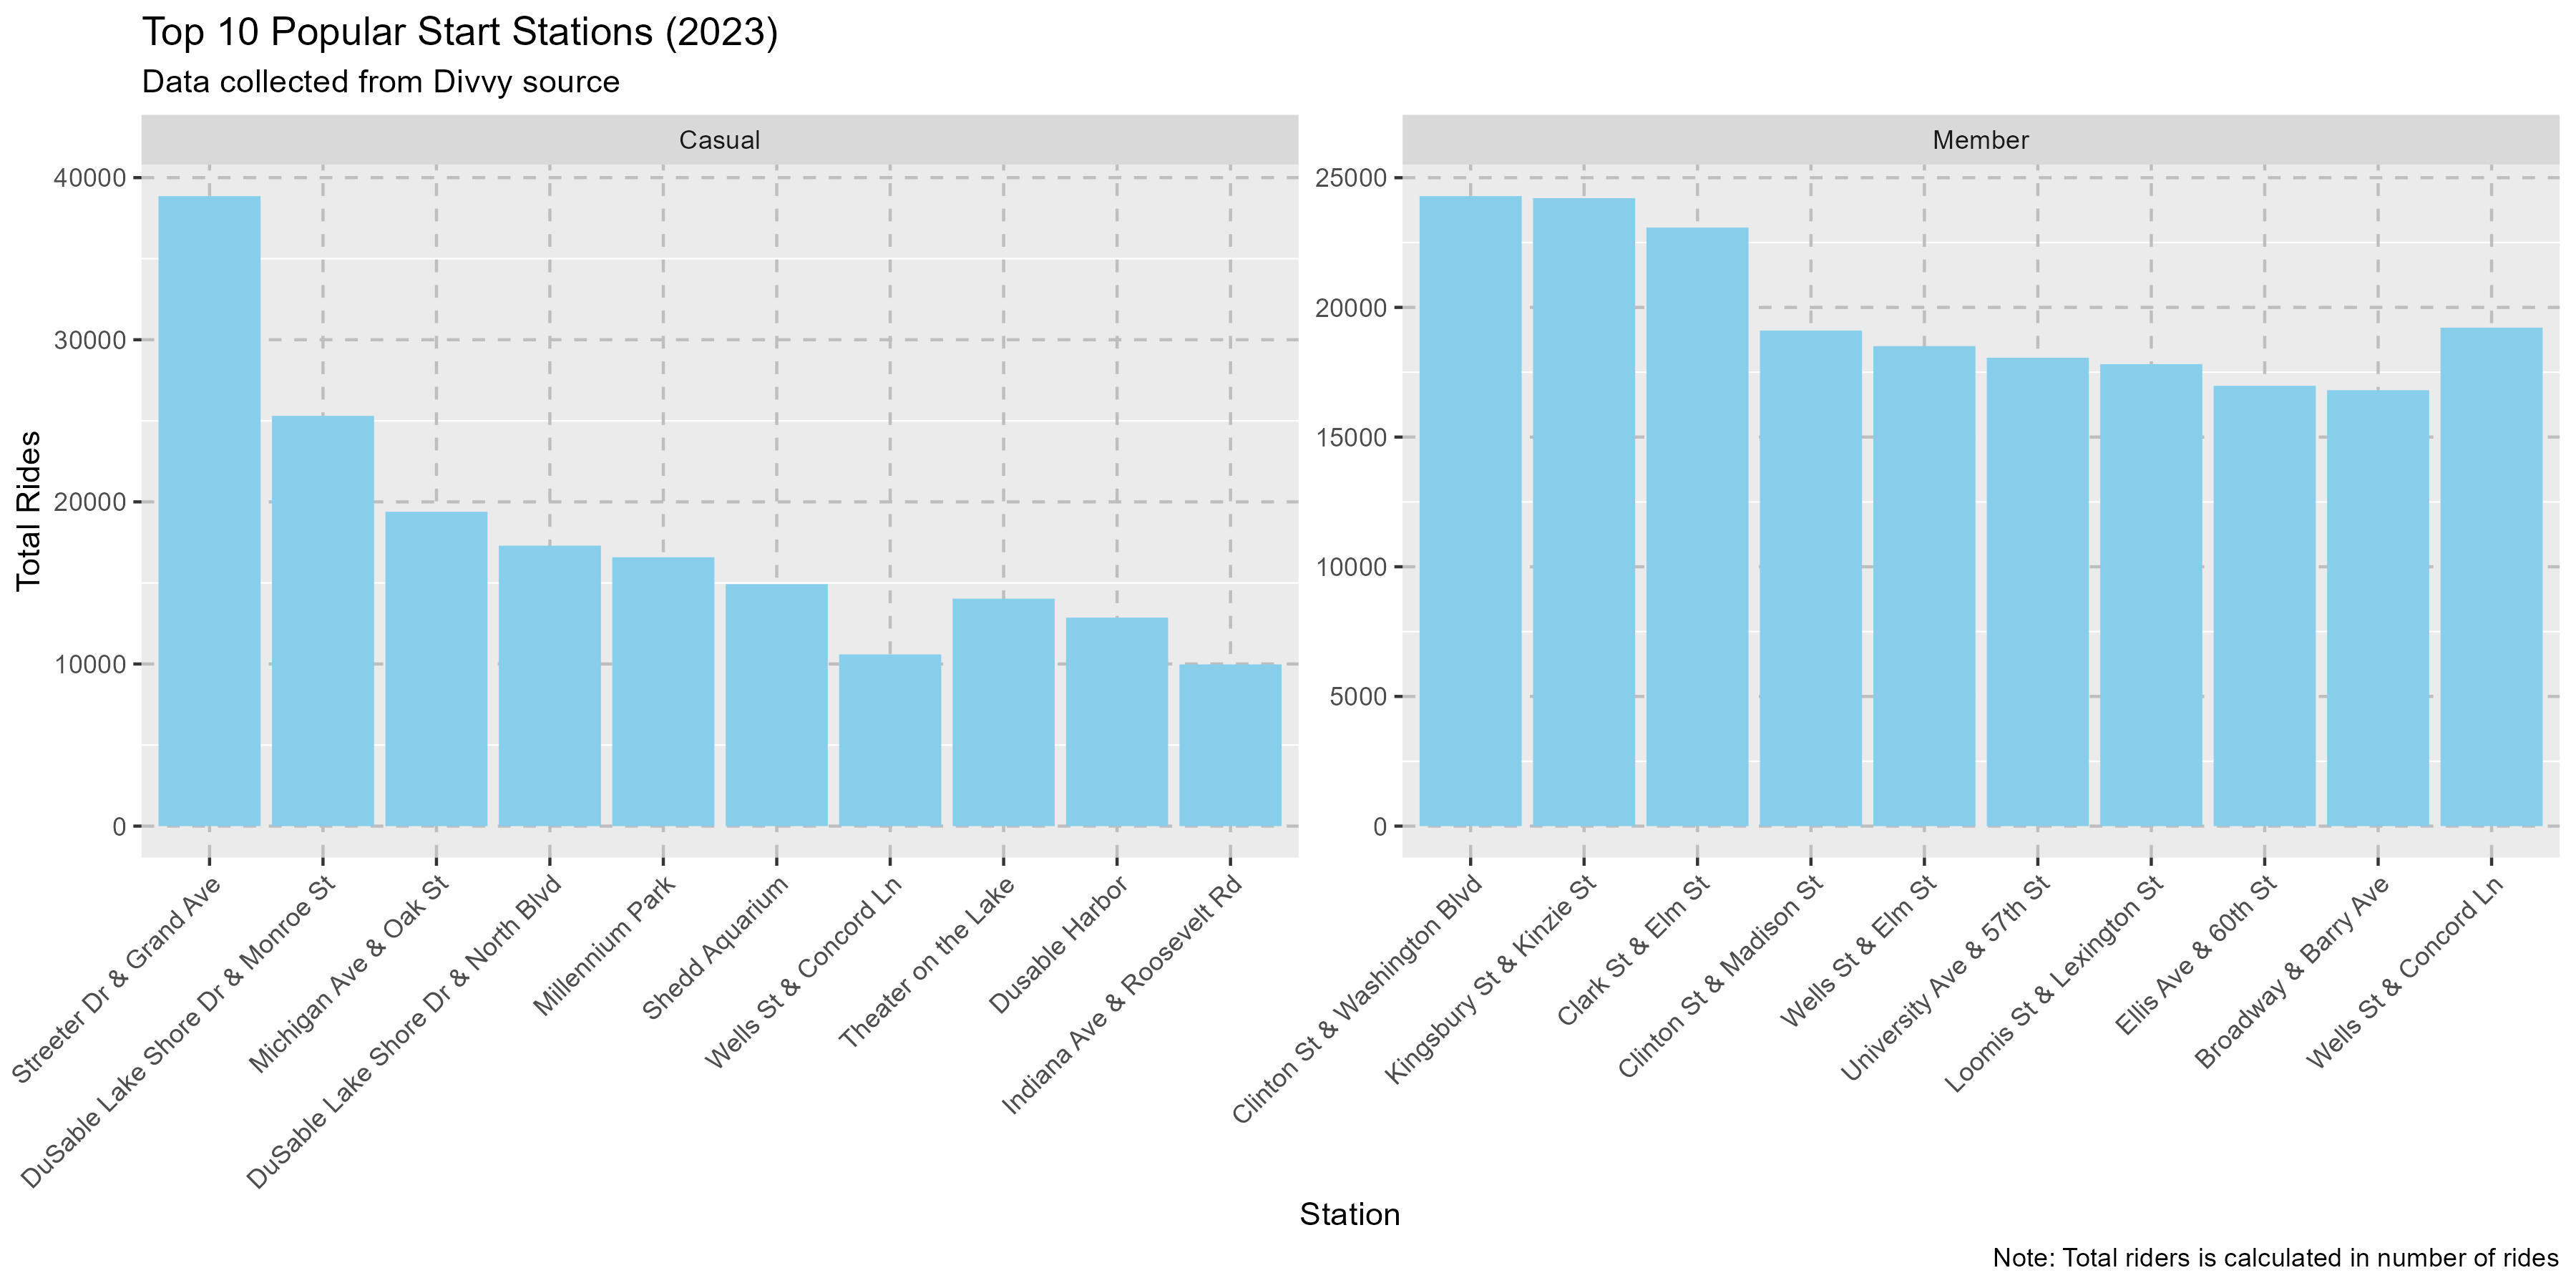 Top 10 Popular Start Stations (2023)
Data collected from Divvy source
Casual
Member
Total Rides
40000
30000
20000
10000
0
25000
20000
15000
10000
5000
0
Streeter Dr & Grand Ave
DuSable Lake Shore Dr & Monroe St
Michigan Ave & Oak St
DuSable Lake Shore Dr & North Blvd
Millennium Park
Shedd Aquarium
Wells St & Concord Ln
Theater on the Lake
Dusable Harbor
Indiana Ave & Roosevelt Rd
Clinton St & Washington Blvd
Kingsbury St & Kinzie St
Clark St & Elm St
Clinton St & Madison St
Wells St & Elm St
University Ave & 57th St
Loomis St & Lexington St
Ellis Ave & 60th St
Broadway & Barry Ave
Wells St & Concord Ln
Station
Note: Total riders is calculated in number of rides